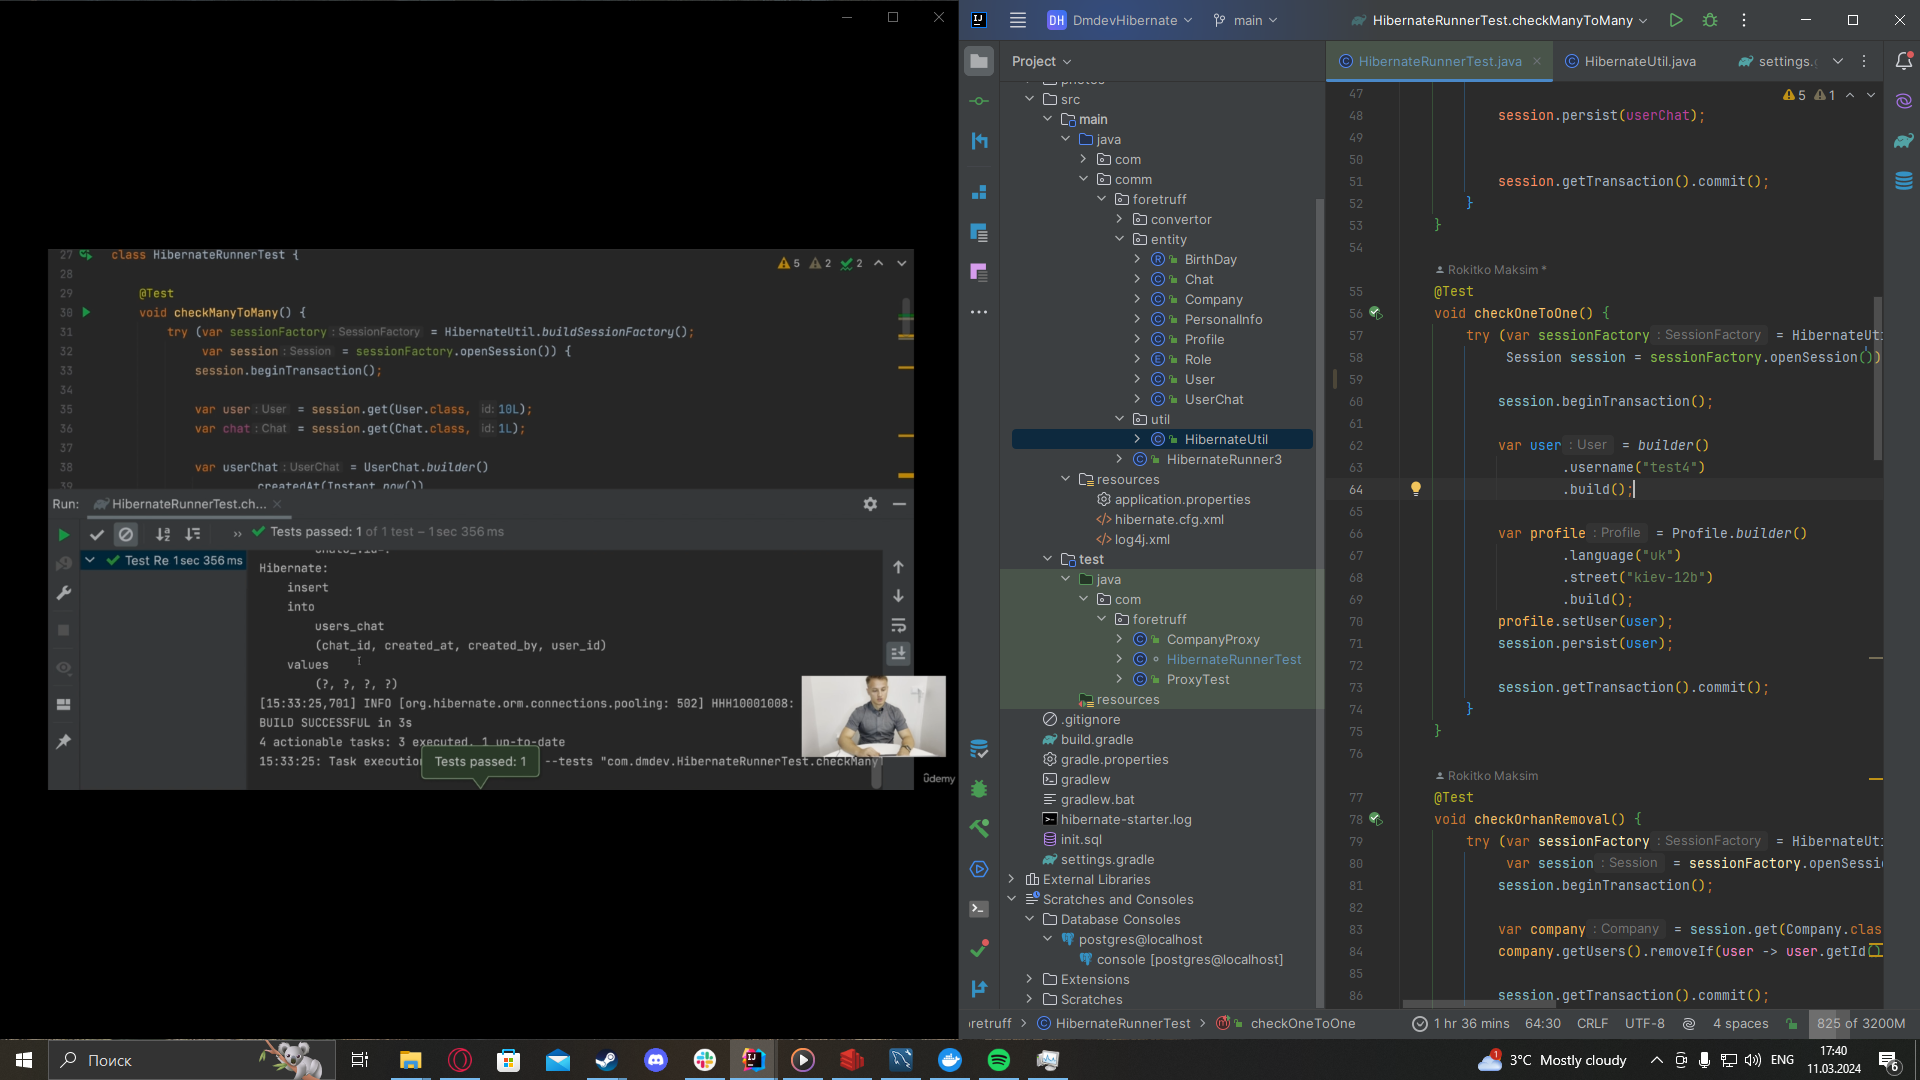 27 class HibernateRunnerTest {
5 2 2
28
29 @Test
30 void checkManyToMany() {
31 try (var sessionFactory : SessionFactory = HibernateUtil.buildSessionFactory();
32 var session : Session = sessionFactory.openSession()) {
33 session.beginTransaction();
34
35 var user : User = session.get(User.class, id: 10L);
36 var chat : Chat = session.get(Chat.class, id: 1L);
37
38 var userChat : UserChat = UserChat.builder()
.createdAt(Instant.now())
Run: HibernateRunnerTest.ch...
Tests passed: 1 of 1 test – 1 sec 356 ms
Test Re 1 sec 356 ms
Hibernate:
insert
into
users_chat
(chat_id, created_at, created_by, user_id)
values
(?, ?, ?, ?)
[15:33:25,701] INFO [org.hibernate.orm.connections.pooling: 502] HHH10001008:
BUILD SUCCESSFUL in 3s
4 actionable tasks: 3 executed, 1 up-to-date
15:33:25: Task execution
--tests "com.dmdev.HibernateRunnerTest.checkMany
Tests passed: 1
ûdemy
DH DmdevHibernate main HibernateRunnerTest.checkManyToMany
Project
photos
src
main
java
com
comm
foretruff
convertor
entity
BirthDay
Chat
Company
PersonalInfo
Profile
Role
User
UserChat
util
HibernateUtil
HibernateRunner3
resources
application.properties
hibernate.cfg.xml
log4j.xml
test
java
com
foretruff
CompanyProxy
HibernateRunnerTest
ProxyTest
resources
.gitignore
build.gradle
gradle.properties
gradlew
gradlew.bat
hibernate-starter.log
init.sql
settings.gradle
External Libraries
Scratches and Consoles
Database Consoles
postgres@localhost
console [postgres@localhost]
Extensions
Scratches
HibernateRunnerTest.java HibernateUtil.java settings.
5 1
47
48 session.persist(userChat);
49
50
51 session.getTransaction().commit();
52 }
53 }
54
Rokitko Maksim *
55 @Test
56 void checkOneToOne() {
57 try (var sessionFactory : SessionFactory = HibernateUti
58 Session session = sessionFactory.openSession())
59
60 session.beginTransaction();
61
62 var user : User = builder()
63 .username("test4")
64 .build();
65
66 var profile : Profile = Profile.builder()
67 .language("uk")
68 .street("kiev-12b")
69 .build();
70 profile.setUser(user);
71 session.persist(user);
72
73 session.getTransaction().commit();
74 }
75 }
76
Rokitko Maksim
77 @Test
78 void checkOrhanRemoval() {
79 try (var sessionFactory : SessionFactory = HibernateUti
80 var session : Session = sessionFactory.openSessi
81 session.beginTransaction();
82
83 var company : Company = session.get(Company.clas
84 company.getUsers().removeIf(user -> user.getId()
85
86 session.getTransaction().commit();
oretruff HibernateRunnerTest checkOneToOne 1 hr 36 mins 64:30 CRLF UTF-8 4 spaces 825 of 3200M
Поиск
1 3°C Mostly cloudy ENG 17:40
11.03.2024
6